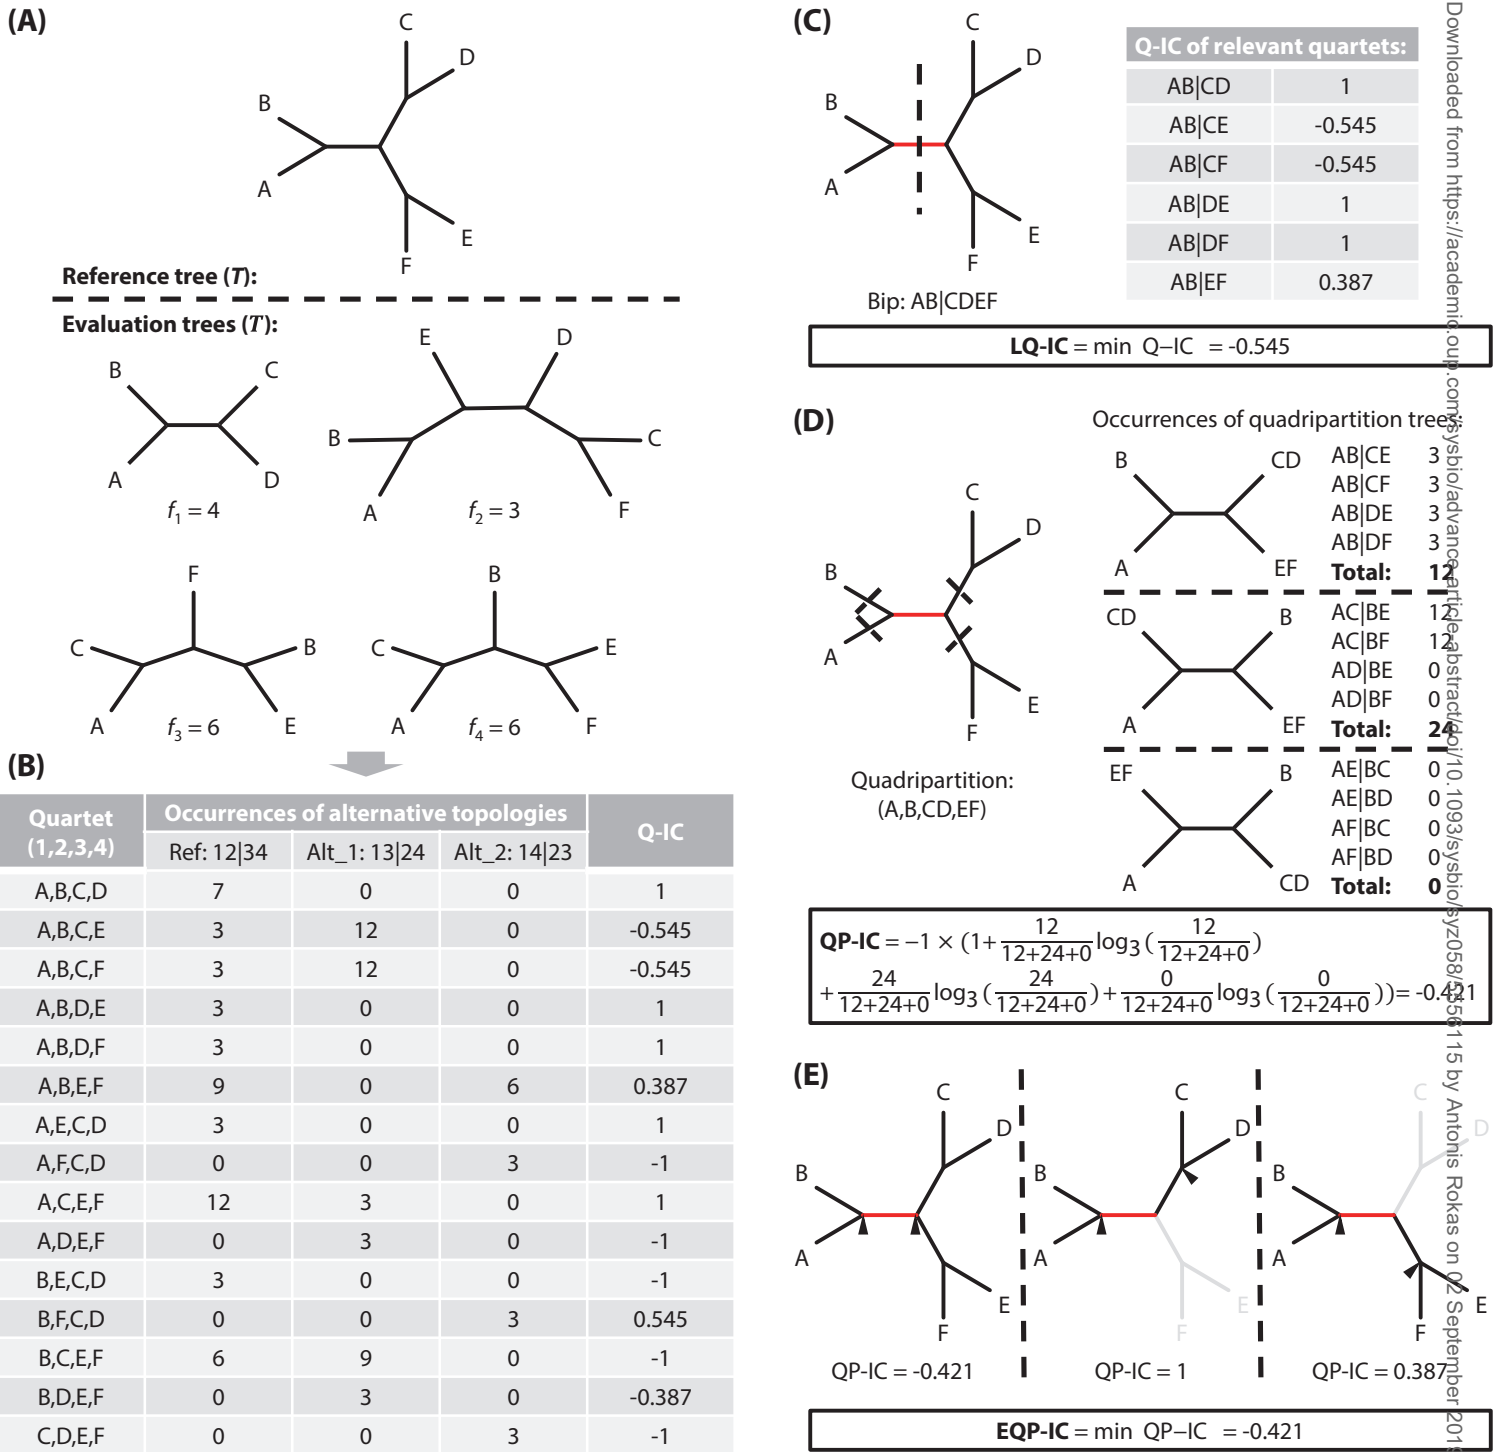 (A)
C
D
B
A
E
F
Reference tree (T):
Evaluation trees (T):
B
C
A
D
f1 = 4
E
D
B
C
A
F
f2 = 3
F
C
B
A
E
f3 = 6
B
C
E
A
F
f4 = 6
(B)
Quartet (1,2,3,4) Occurrences of alternative topologies Q-IC
Ref: 12|34 Alt_1: 13|24 Alt_2: 14|23
A,B,C,D 7 0 0 1
A,B,C,E 3 12 0 -0.545
A,B,C,F 3 12 0 -0.545
A,B,D,E 3 0 0 1
A,B,D,F 3 0 0 1
A,B,E,F 9 0 6 0.387
A,E,C,D 3 0 0 1
A,F,C,D 0 0 3 -1
A,C,E,F 12 3 0 1
A,D,E,F 0 3 0 -1
B,E,C,D 3 0 0 -1
B,F,C,D 0 0 3 0.545
B,C,E,F 6 9 0 -1
B,D,E,F 0 3 0 -0.387
C,D,E,F 0 0 3 -1
(C)
C
D
B
A
E
F
Bip: AB|CDEF
Q-IC of relevant quartets:
AB|CD 1
AB|CE -0.545
AB|CF -0.545
AB|DE 1
AB|DF 1
AB|EF 0.387
LQ-IC = min Q−IC = -0.545
(D)
C
D
B
A
E
F
Quadripartition:
(A,B,CD,EF)
Occurrences of quadripartition trees:
B
CD
A
EF
AB|CE 3
AB|CF 3
AB|DE 3
AB|DF 3
Total: 12
CD
B
A
EF
AC|BE 12
AC|BF 12
AD|BE 0
AD|BF 0
Total: 24
EF
B
A
CD
AE|BC 0
AE|BD 0
AF|BC 0
AF|BD 0
Total: 0
QP-IC = −1 × (1+ 12/12+24+0 log3 ( 12/12+24+0 )
+ 24/12+24+0 log3 ( 24/12+24+0 )+ 0/12+24+0 log3 ( 0/12+24+0 ))= -0.421
(E)
C
D
B
A
E
F
QP-IC = -0.421
C
D
B
A
E
F
QP-IC = 1
C
D
B
A
E
F
QP-IC = 0.387
EQP-IC = min QP−IC = -0.421
Downloaded from https://academic.oup.com/sysbio/advance-article-abstract/doi/10.1093/sysbio/syz058/5556115 by Antonis Rokas on 02 September 2019